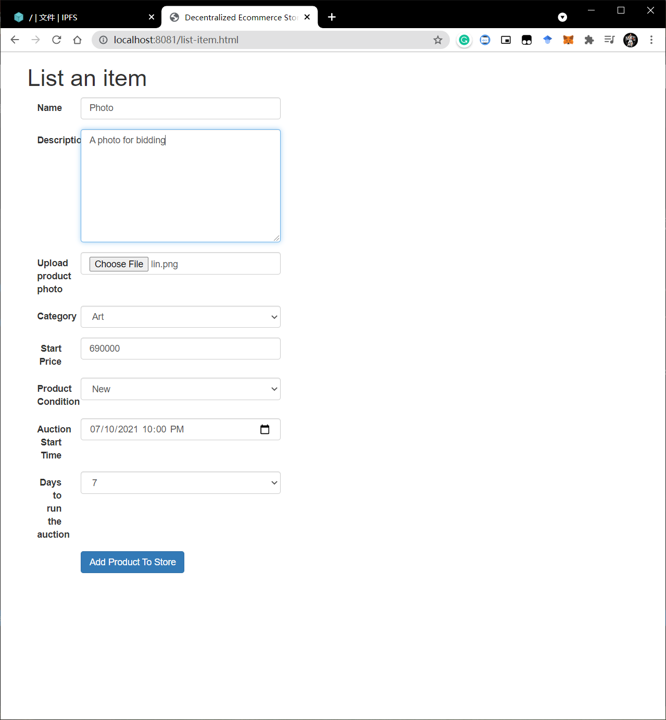 / | 文件 | IPFS
Decentralized Ecommerce Sto
localhost:8081/list-item.html
List an item
Name
Photo
Descriptio
A photo for bidding
Upload product photo
Choose File lin.png
Category
Art
Start Price
690000
Product Condition
New
Auction Start Time
07/10/2021 10:00 PM
Days to run the auction
7
Add Product To Store